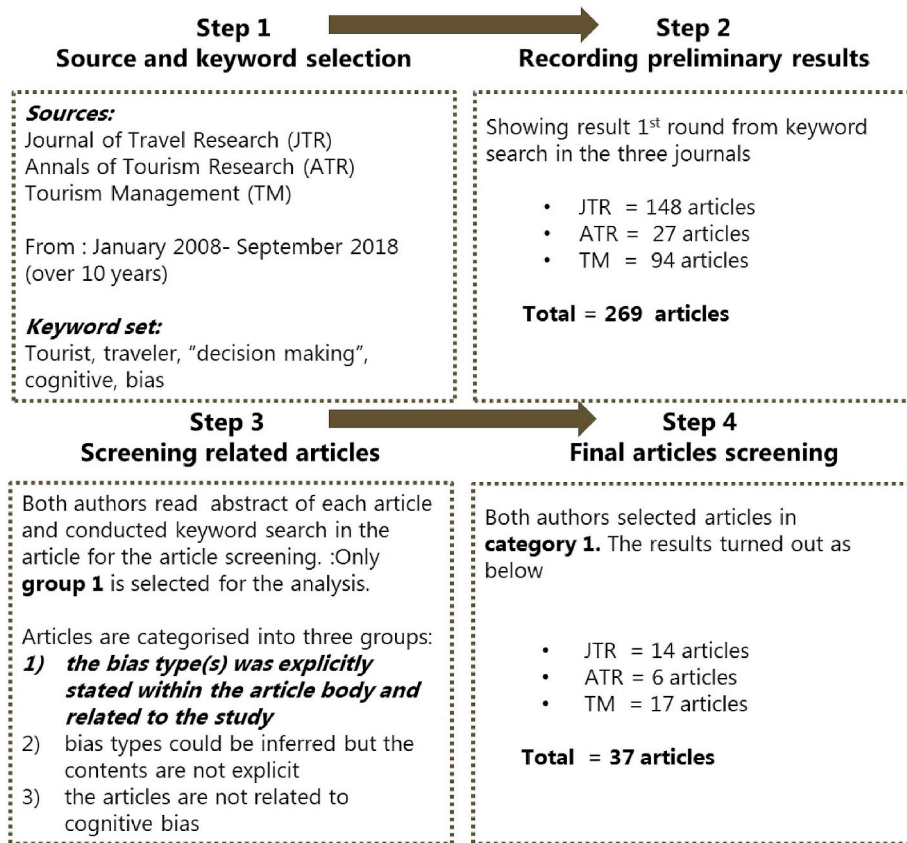 Step 1
Source and keyword selection
Sources:
Journal of Travel Research (JTR)
Annals of Tourism Research (ATR)
Tourism Management (TM)
From : January 2008- September 2018
(over 10 years)
Keyword set:
Tourist, traveler, "decision making",
cognitive, bias
Step 2
Recording preliminary results
Showing result 1st round from keyword
search in the three journals
• JTR = 148 articles
• ATR = 27 articles
• TM = 94 articles
Total = 269 articles
Step 3
Screening related articles
Both authors read abstract of each article
and conducted keyword search in the
article for the article screening. :Only
group 1 is selected for the analysis.
Articles are categorised into three groups:
1) the bias type(s) was explicitly
stated within the article body and
related to the study
2) bias types could be inferred but the
contents are not explicit
3) the articles are not related to
cognitive bias
Step 4
Final articles screening
Both authors selected articles in
category 1. The results turned out as
below
• JTR = 14 articles
• ATR = 6 articles
• TM = 17 articles
Total = 37 articles